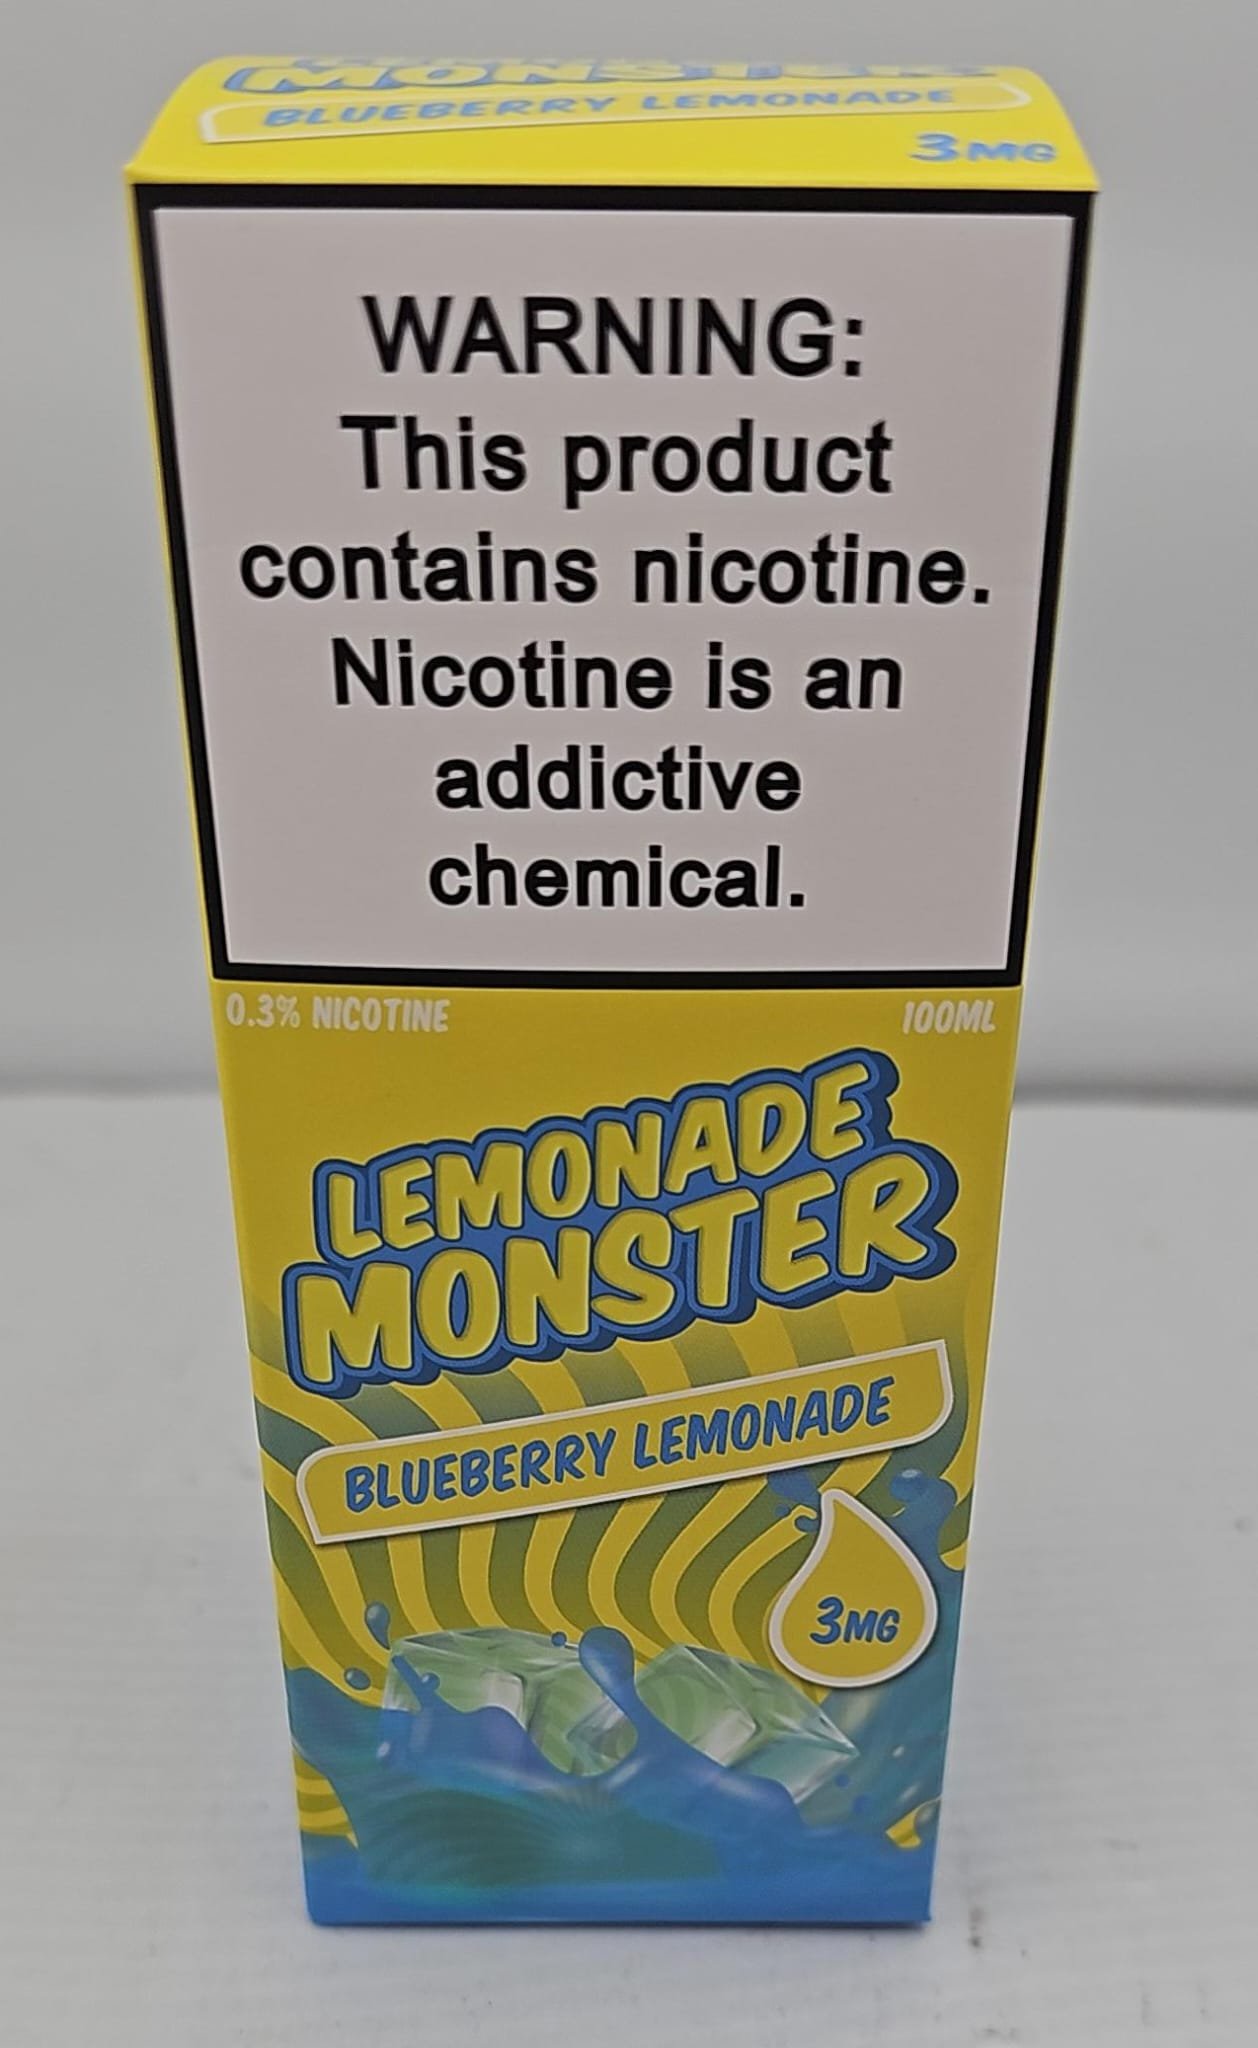 MONSTER
BLUEBERRY LEMONADE
3MG
WARNING:
This product
contains nicotine.
Nicotine is an
addictive
chemical.
0.3% NICOTINE
100ML
LEMONADE
MONSTER
BLUEBERRY LEMONADE
3MG